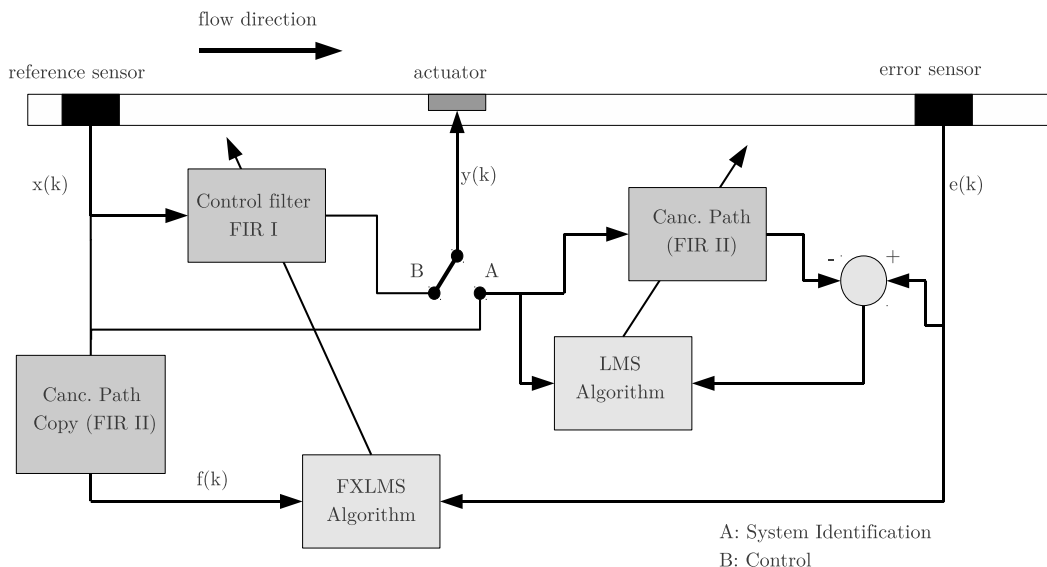 flow direction
reference sensor
actuator
error sensor
x(k)
Control filter
FIR I
y(k)
Canc. Path
(FIR II)
e(k)
B
A
-
+
LMS
Algorithm
Canc. Path
Copy (FIR II)
f(k)
FXLMS
Algorithm
A: System Identification
B: Control